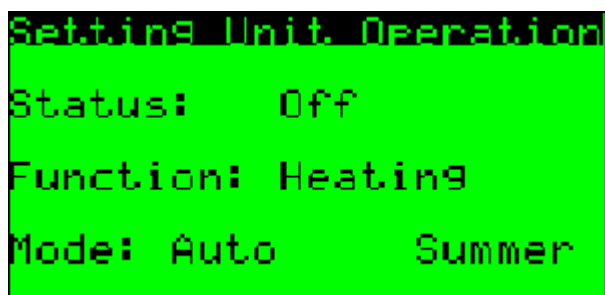 Setting Unit Operation
Status: Off
Function: Heating
Mode: Auto Summer